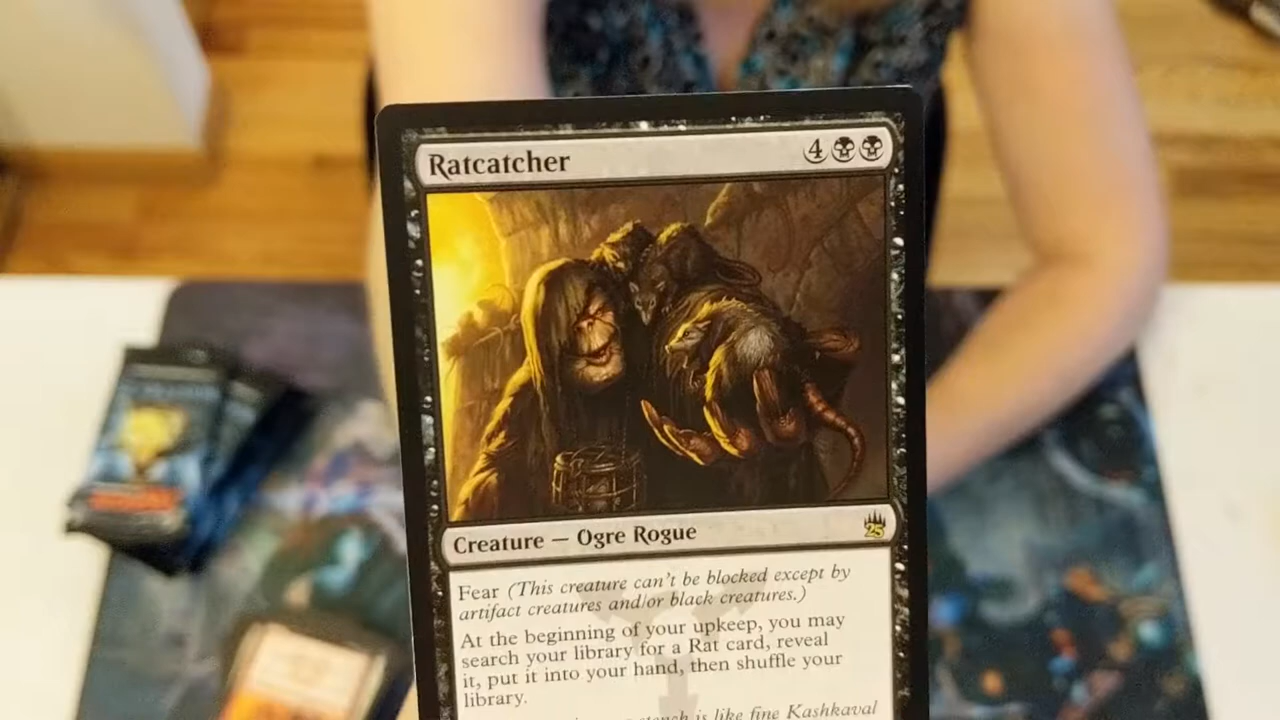 Ratcatcher 4
Creature — Ogre Rogue 25
Fear (This creature can't be blocked except by
artifact creatures and/or black creatures.)
At the beginning of your upkeep, you may
search your library for a Rat card, reveal
it, put it into your hand, then shuffle your
library.
stench is like fine Kashkaval